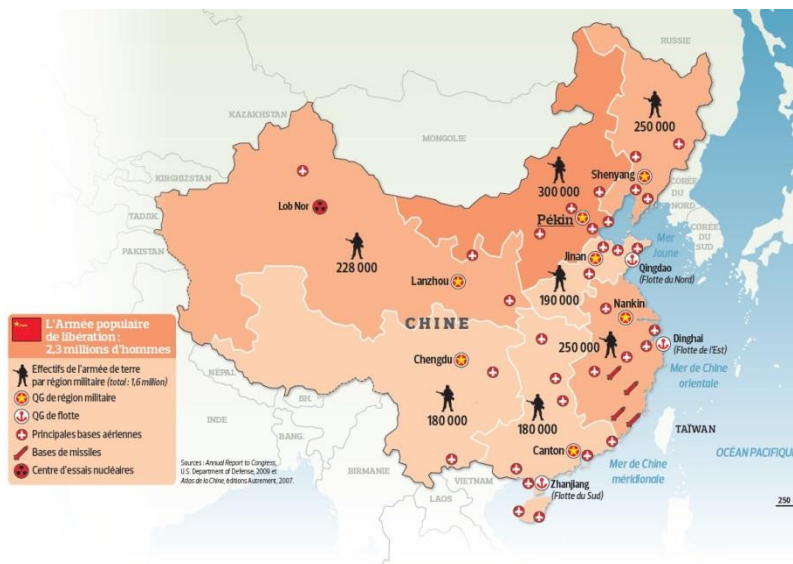 RUSSIE
KAZAKHSTAN
MONGOLIE
250 000
KIRGHIZSTAN
300 000
Shenyang
CORÉE
DU
NORD
Lob Nor
Pékin
TADJIK.
CORÉE
DU
SUD
Mer
Jaune
PAKISTAN
228 000
Jinan
Qingdao
(Flotte du Nord)
Lanzhou
190 000
Nankin
CHINE
L'Armée populaire
de libération :
2,3 millions d'hommes
Effectifs de l'armée de terre
par région militaire (total : 1,6 million)
QG de région militaire
QG de flotte
Principales bases aériennes
Bases de missiles
Centre d'essais nucléaires
Dinghai
(Flotte de l'Est)
250 000
Chengdu
NÉPAL
BH.
Mer de Chine
orientale
180 000
180 000
INDE
BANG.
TAÏWAN
Canton
Sources : Annual Report to Congress,
U.S. Department of Defense, 2009 et
Atlas de la Chine, éditions Autrement, 2007.
BIRMANIE
VIETNAM
LAOS
Zhanjiang
(Flotte du Sud)
Mer de Chine
méridionale
OCÉAN PACIFIQUE
250